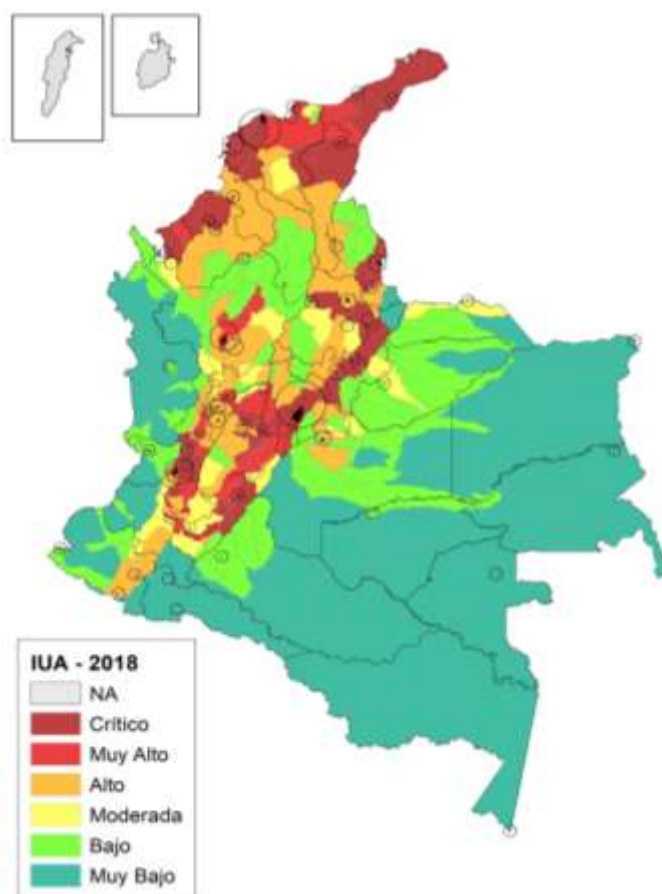 IUA - 2018
NA
Crítico
Muy Alto
Alto
Moderada
Bajo
Muy Bajo